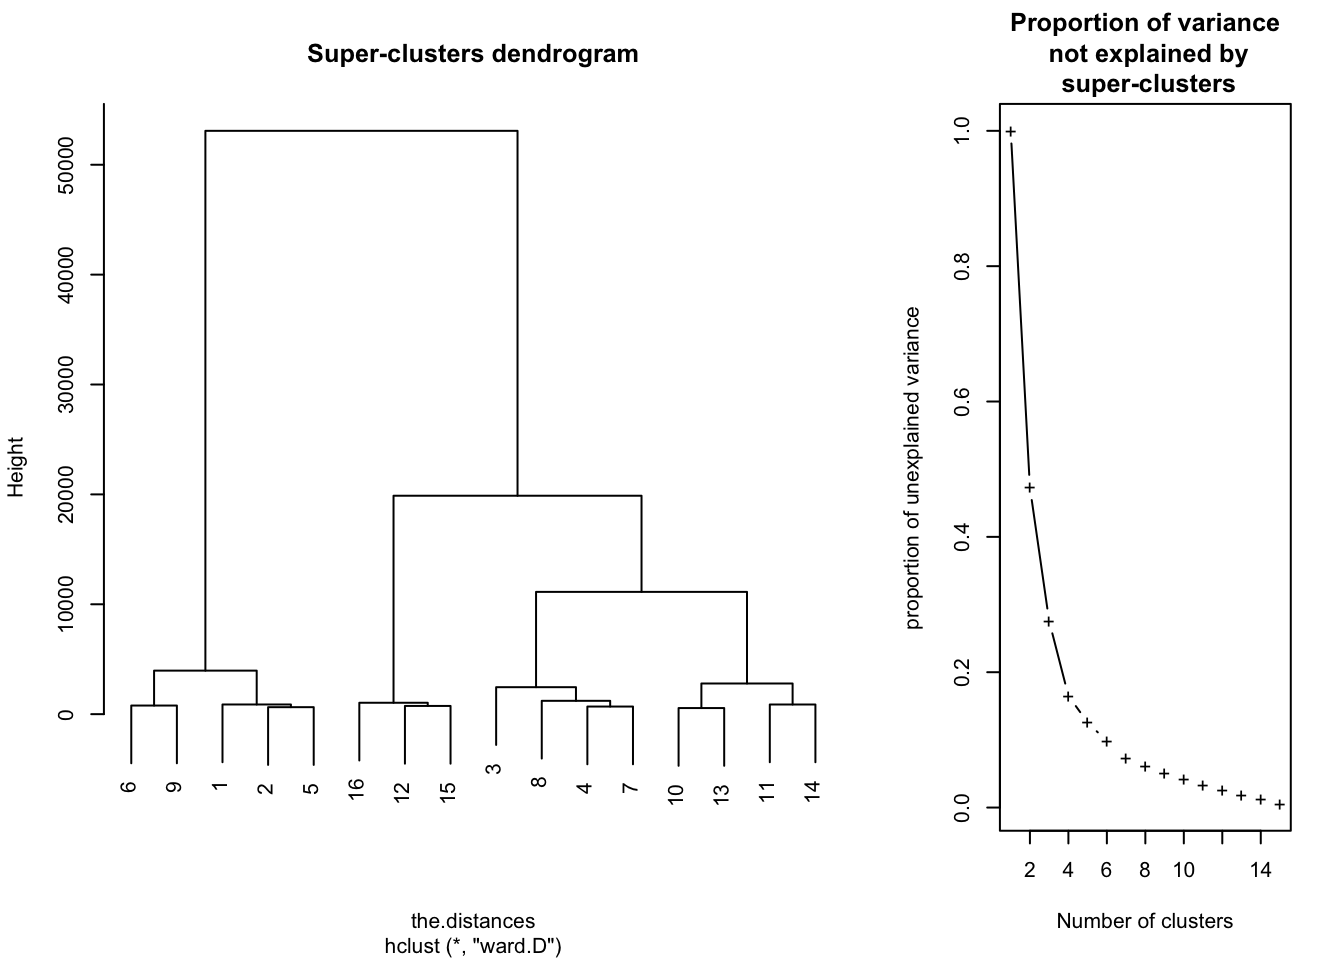 Super-clusters dendrogram
Height
0
10000
20000
30000
40000
50000
6
9
1
2
5
16
12
15
3
8
4
7
10
13
11
14
the.distances
hclust (*, "ward.D")
Proportion of variance
not explained by
super-clusters
proportion of unexplained variance
0.0
0.2
0.4
0.6
0.8
1.0
2 4 6 8 10 14
Number of clusters